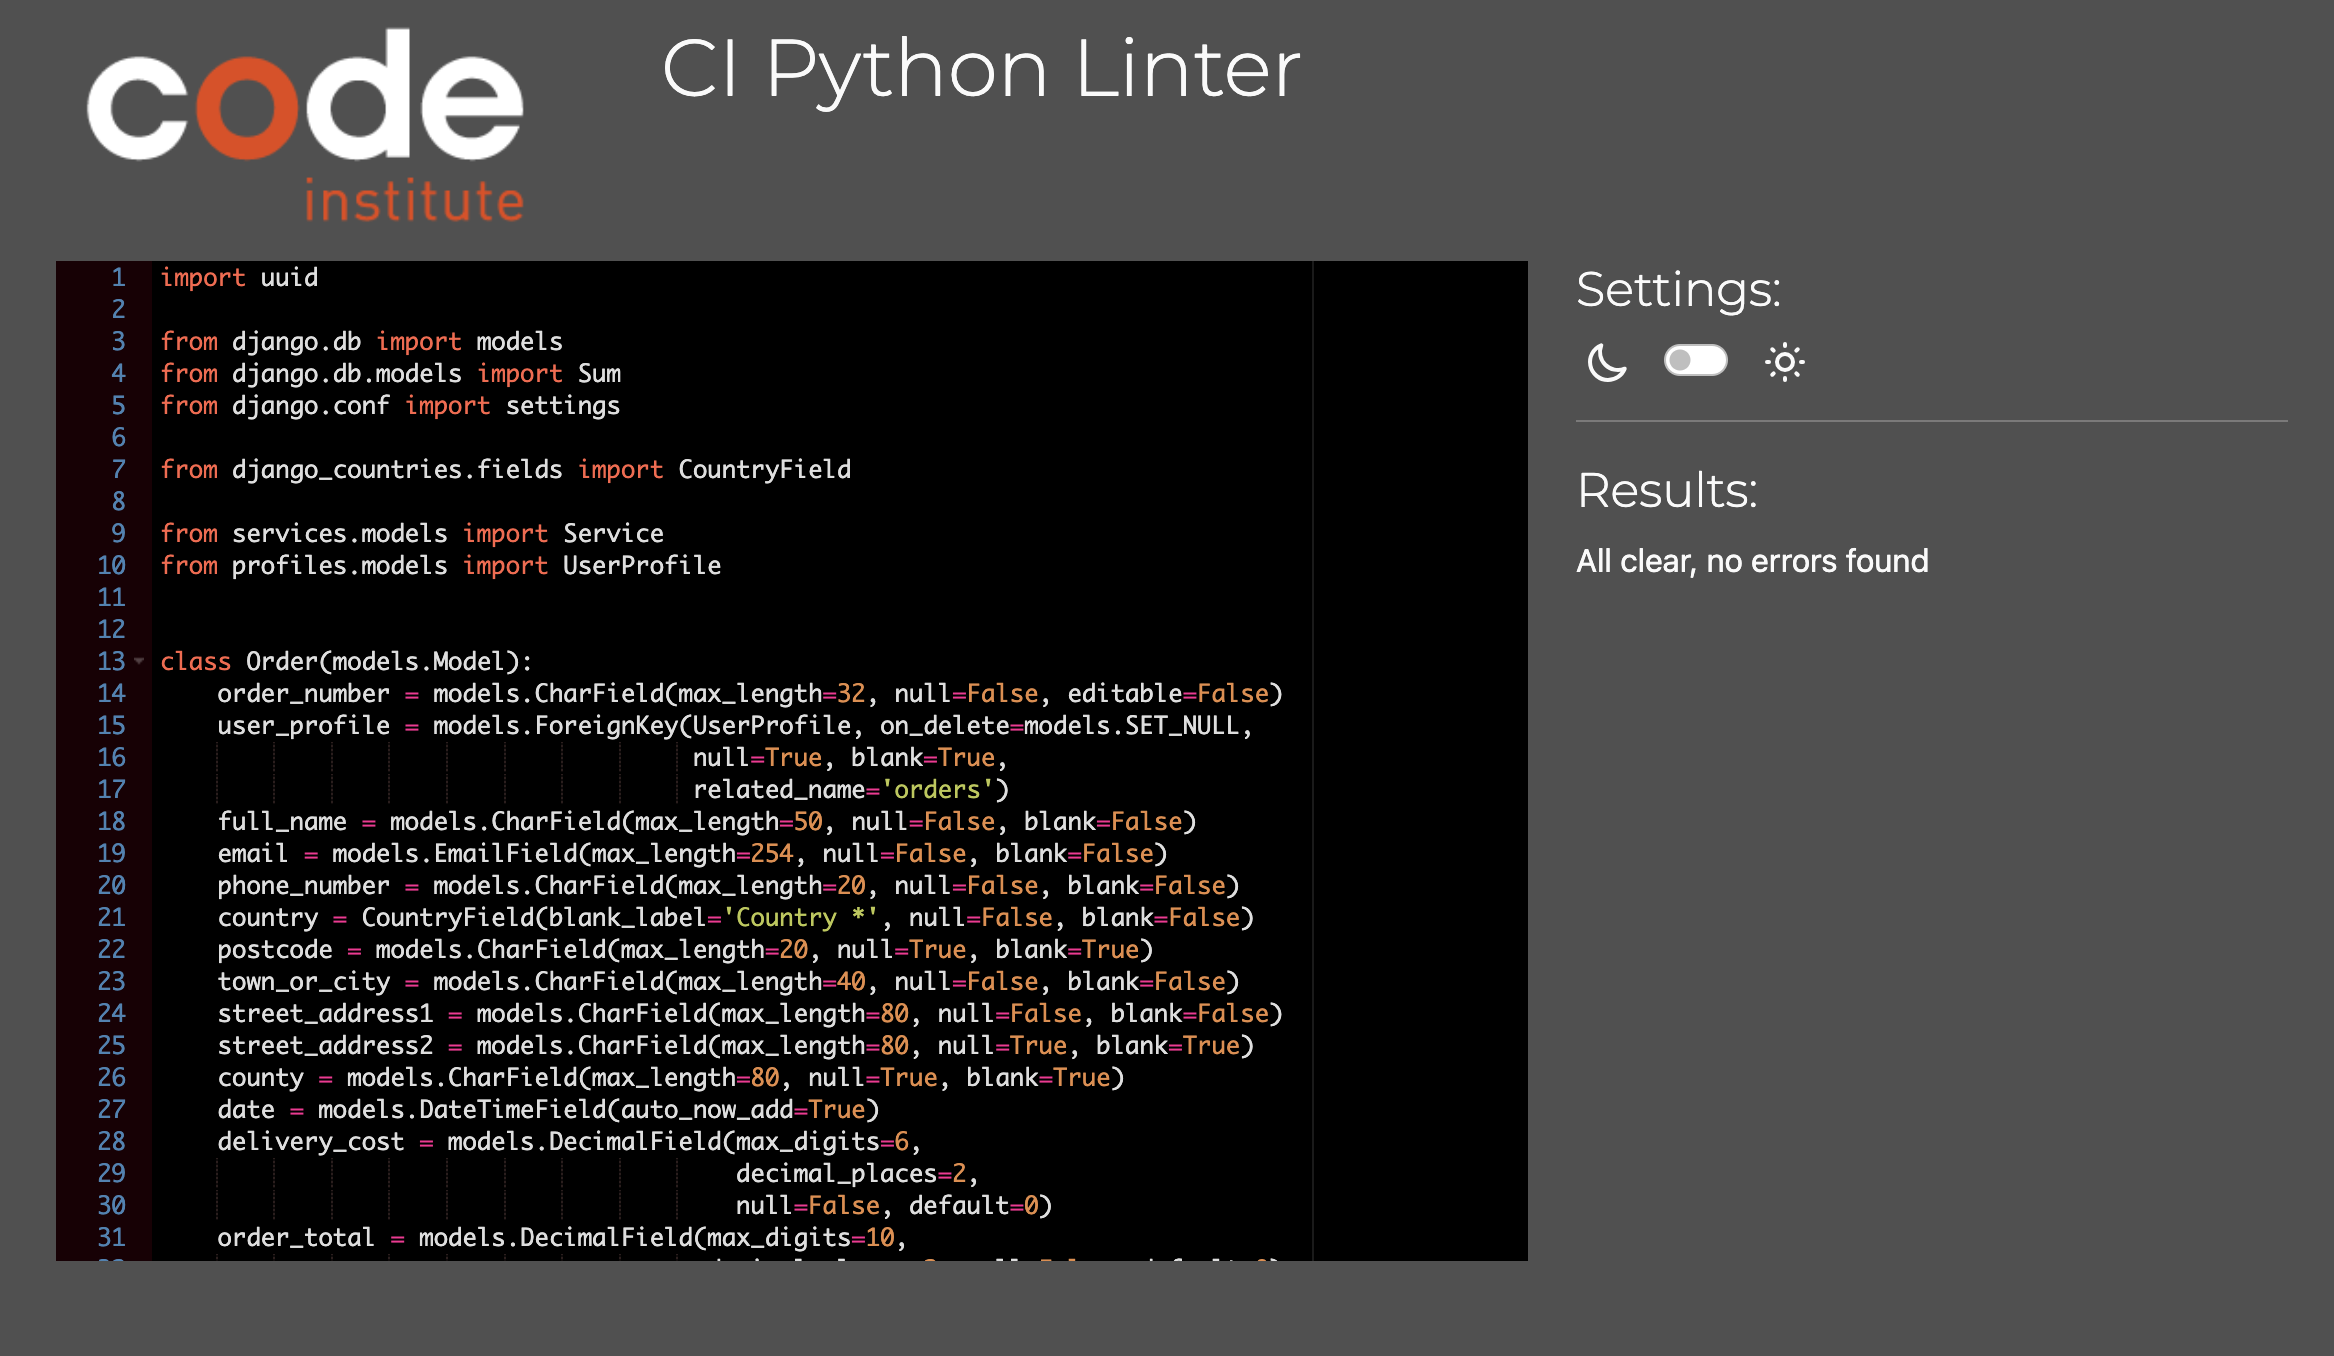 code
institute
CI Python Linter
1 import uuid
2
3 from django.db import models
4 from django.db.models import Sum
5 from django.conf import settings
6
7 from django_countries.fields import CountryField
8
9 from services.models import Service
10 from profiles.models import UserProfile
11
12
13 class Order(models.Model):
14 order_number = models.CharField(max_length=32, null=False, editable=False)
15 user_profile = models.ForeignKey(UserProfile, on_delete=models.SET_NULL,
16 null=True, blank=True,
17 related_name='orders')
18 full_name = models.CharField(max_length=50, null=False, blank=False)
19 email = models.EmailField(max_length=254, null=False, blank=False)
20 phone_number = models.CharField(max_length=20, null=False, blank=False)
21 country = CountryField(blank_label='Country *', null=False, blank=False)
22 postcode = models.CharField(max_length=20, null=True, blank=True)
23 town_or_city = models.CharField(max_length=40, null=False, blank=False)
24 street_address1 = models.CharField(max_length=80, null=False, blank=False)
25 street_address2 = models.CharField(max_length=80, null=True, blank=True)
26 county = models.CharField(max_length=80, null=True, blank=True)
27 date = models.DateTimeField(auto_now_add=True)
28 delivery_cost = models.DecimalField(max_digits=6,
29 decimal_places=2,
30 null=False, default=0)
31 order_total = models.DecimalField(max_digits=10,
Settings:
Results:
All clear, no errors found